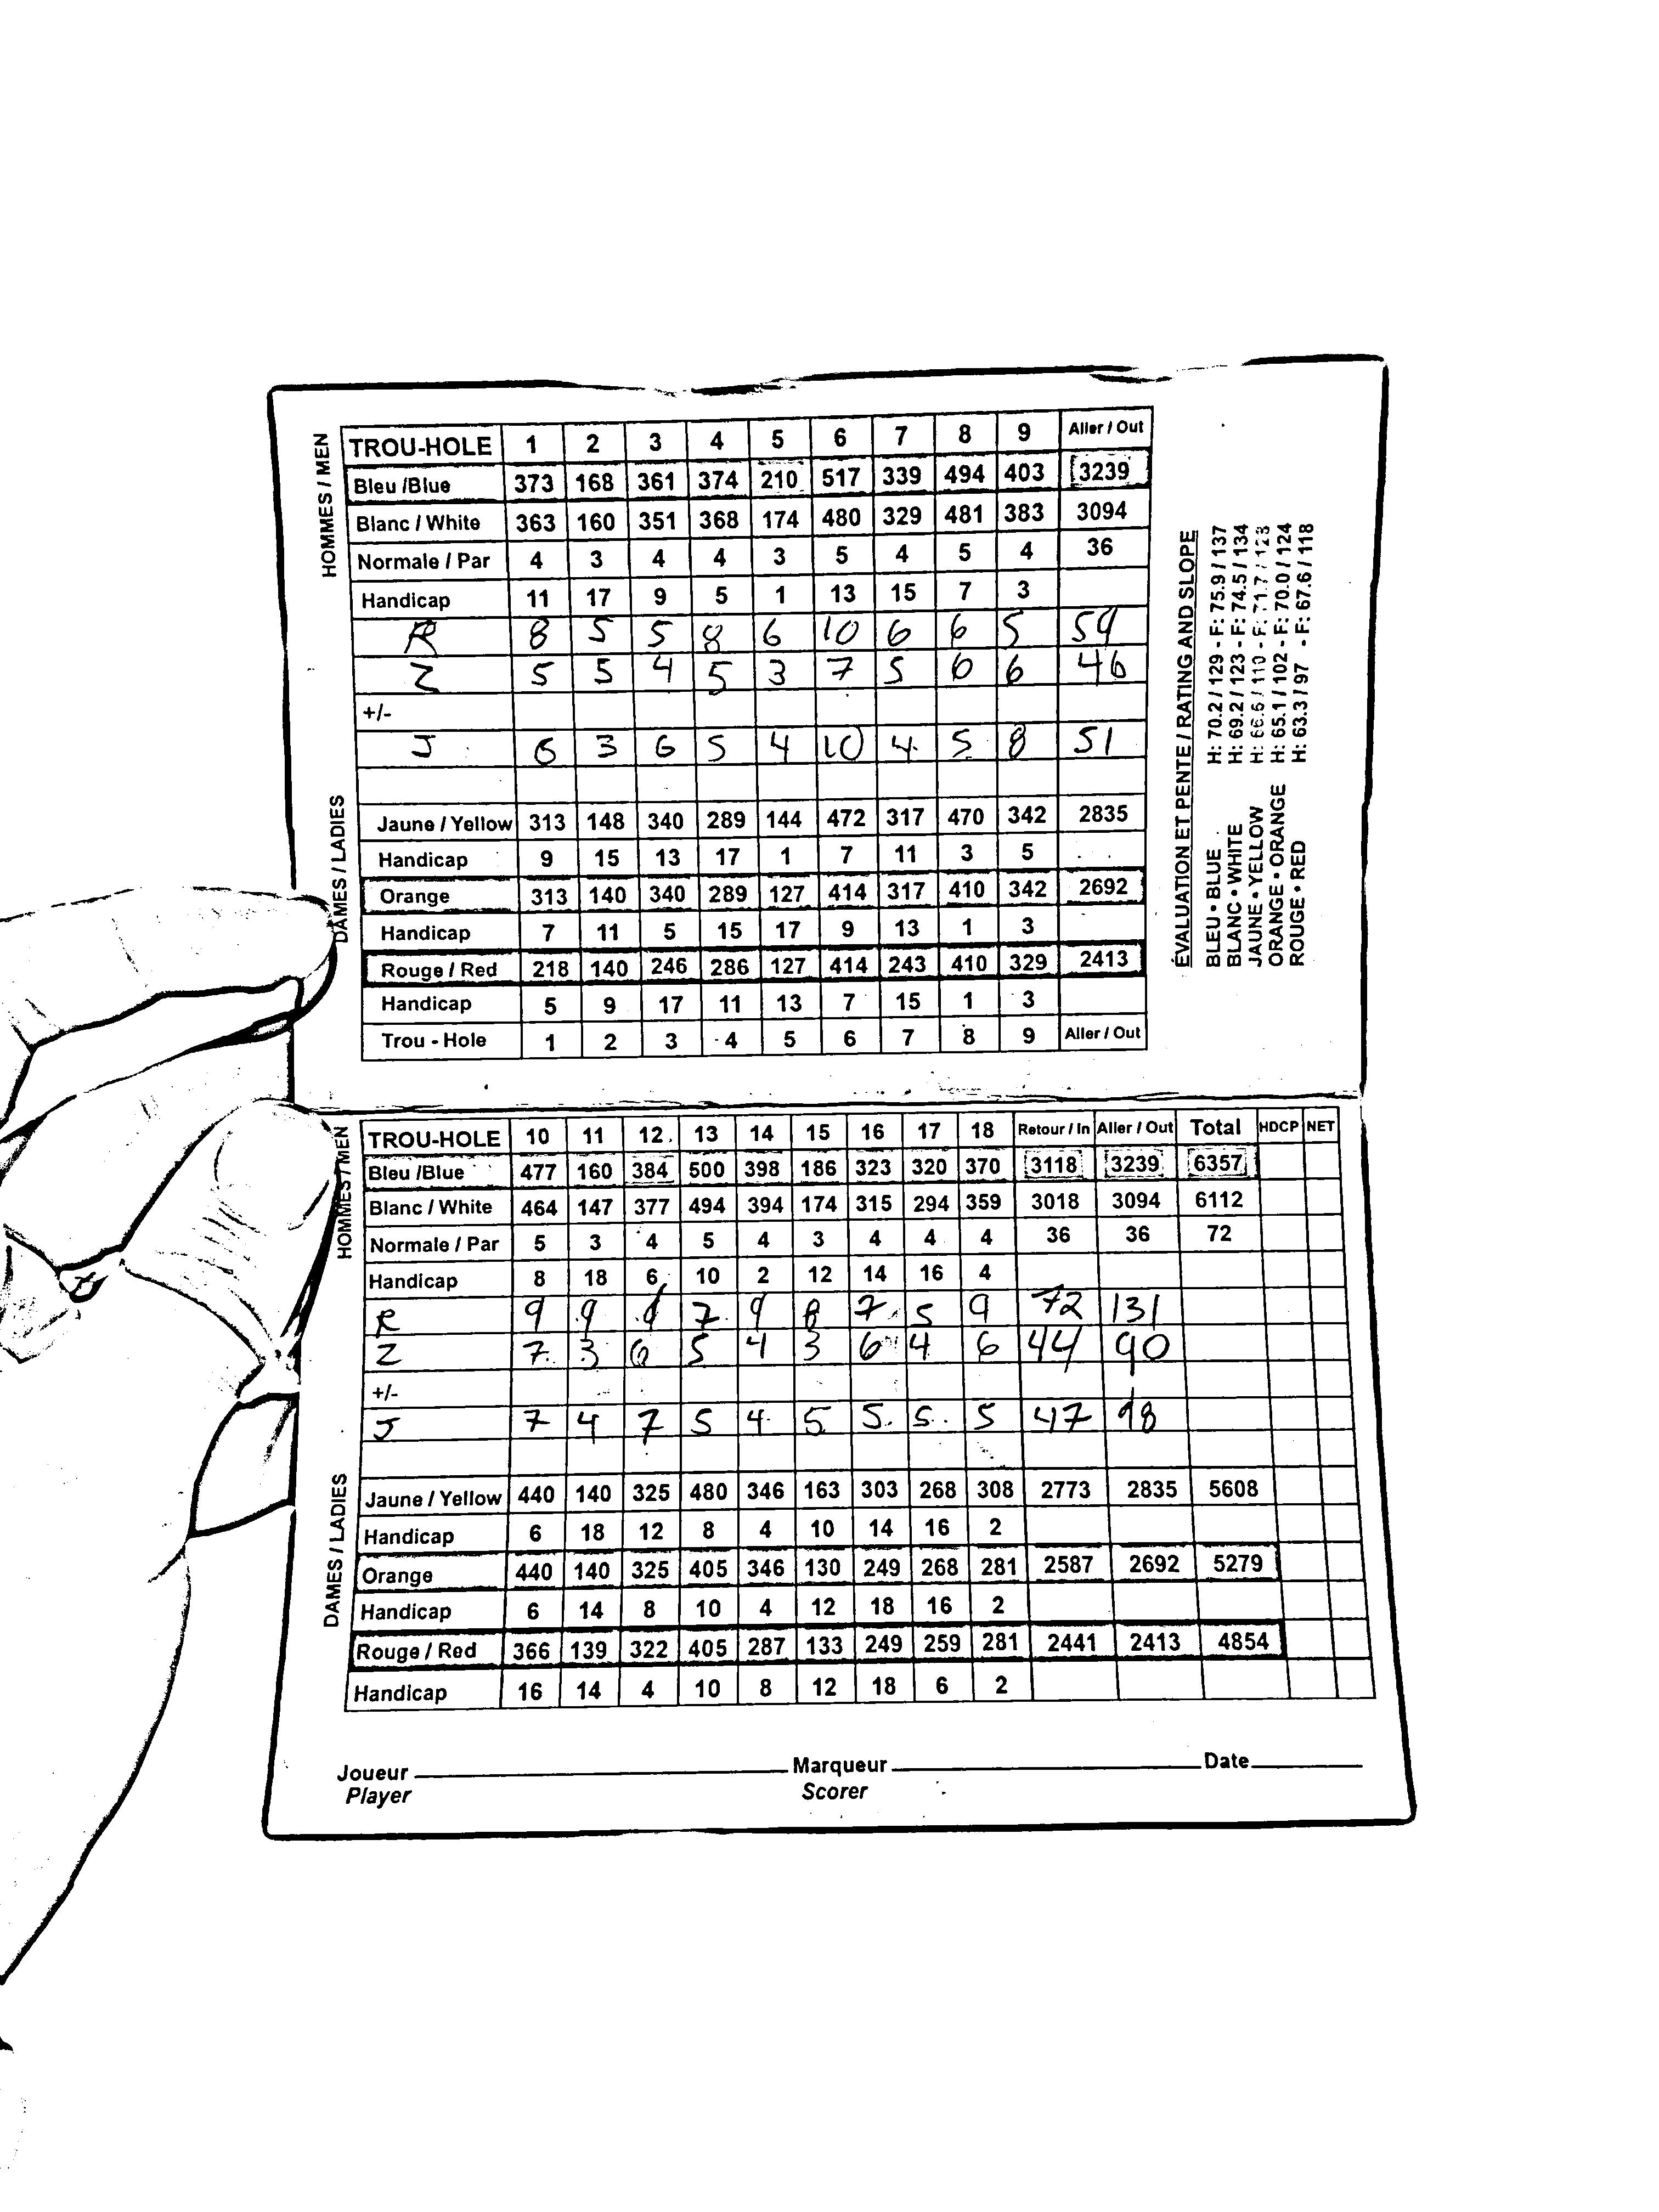 HOMMES / MEN
TROU-HOLE 1 2 3 4 5 6 7 8 9 Aller / Out
Bleu /Blue 373 168 361 374 210 517 339 494 403 3239
Blanc / White 363 160 351 368 174 480 329 481 383 3094
Normale / Par 4 3 4 4 3 5 4 5 4 36
Handicap 11 17 9 5 1 13 15 7 3
R 8 5 5 8 6 10 6 6 5 59
Z 5 5 4 5 3 7 5 6 6 46
+/-
J 6 3 6 5 4 10 4 5 8 51
DAMES / LADIES
Jaune / Yellow 313 148 340 289 144 472 317 470 342 2835
Handicap 9 15 13 17 1 7 11 3 5
Orange 313 140 340 289 127 414 317 410 342 2692
Handicap 7 11 5 15 17 9 13 1 3
Rouge / Red 218 140 246 286 127 414 243 410 329 2413
Handicap 5 9 17 11 13 7 15 1 3
Trou - Hole 1 2 3 4 5 6 7 8 9 Aller / Out
ÉVALUATION ET PENTE / RATING AND SLOPE
BLEU • BLUE H: 70.2 / 129 - F: 75.9 / 137
BLANC • WHITE H: 69.2 / 123 - F: 74.5 / 134
JAUNE • YELLOW H: 66.6 / 110 - F: 71.7 / 128
ORANGE • ORANGE H: 65.1 / 102 - F: 70.0 / 124
ROUGE • RED H: 63.3 / 97 - F: 67.6 / 118
HOMMES / MEN
TROU-HOLE 10 11 12 13 14 15 16 17 18 Retour / In Aller / Out Total HDCP NET
Bleu /Blue 477 160 384 500 398 186 323 320 370 3118 3239 6357
Blanc / White 464 147 377 494 394 174 315 294 359 3018 3094 6112
Normale / Par 5 3 4 5 4 3 4 4 4 36 36 72
Handicap 8 18 6 10 2 12 14 16 4
R 9 9 9 7 9 8 7 5 9 72 131
Z 7 3 6 5 4 3 6 4 6 44 90
+/-
J 7 4 7 5 4 5 5 5 5 47 98
DAMES / LADIES
Jaune / Yellow 440 140 325 480 346 163 303 268 308 2773 2835 5608
Handicap 6 18 12 8 4 10 14 16 2
Orange 440 140 325 405 346 130 249 268 281 2587 2692 5279
Handicap 6 14 8 10 4 12 18 16 2
Rouge / Red 366 139 322 405 287 133 249 259 281 2441 2413 4854
Handicap 16 14 4 10 8 12 18 6 2
Joueur Marqueur Date
Player Scorer